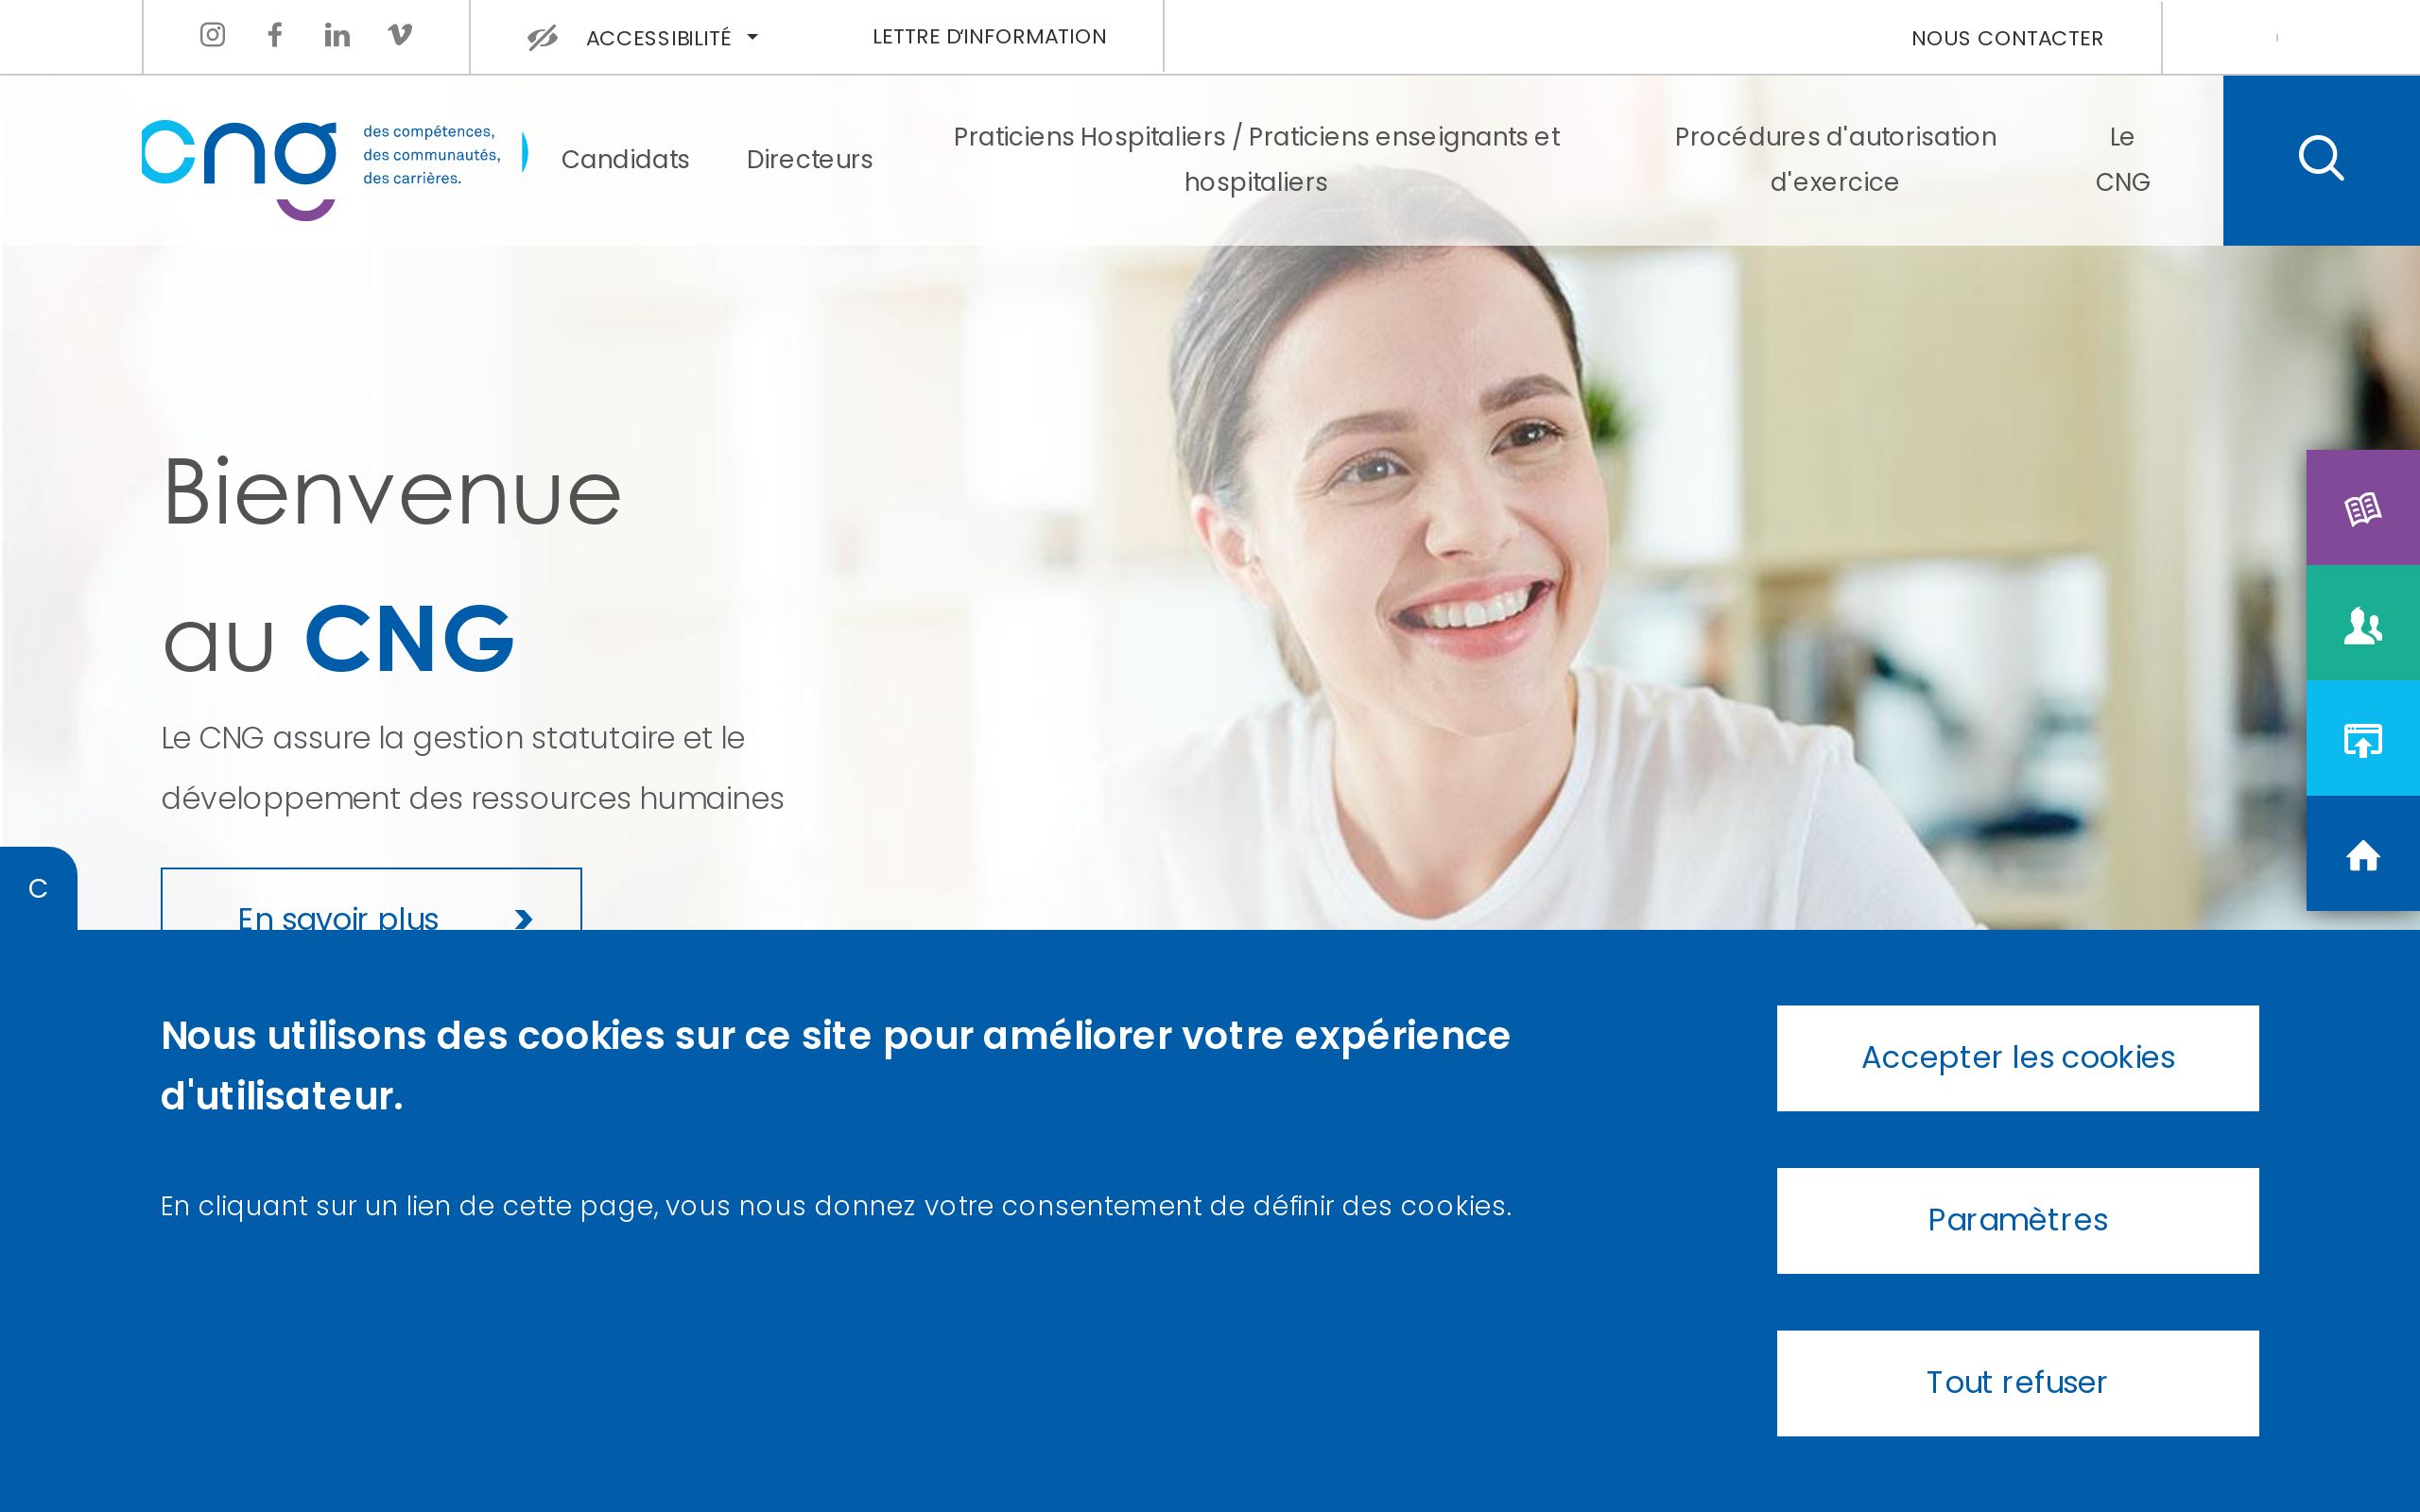 ACCESSIBILITÉ
LETTRE D'INFORMATION
NOUS CONTACTER
cng
des compétences,
des communautés,
des carrières.
Candidats
Directeurs
Praticiens Hospitaliers / Praticiens enseignants et
hospitaliers
Procédures d'autorisation
d'exercice
Le
CNG
Bienvenue
au CNG
Le CNG assure la gestion statutaire et le
développement des ressources humaines
En savoir plus
C
Nous utilisons des cookies sur ce site pour améliorer votre expérience
d'utilisateur.
En cliquant sur un lien de cette page, vous nous donnez votre consentement de définir des cookies.
Accepter les cookies
Paramètres
Tout refuser